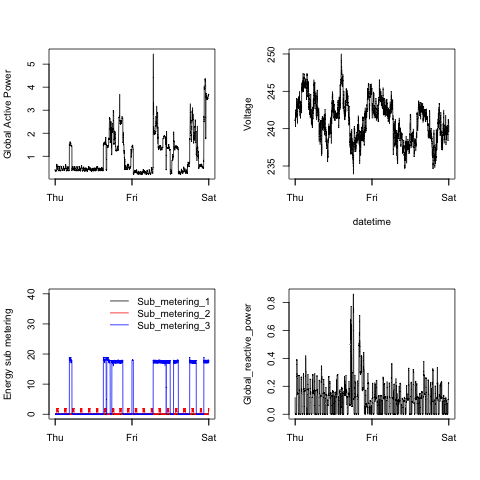 Global Active Power
5
4
3
2
1
Thu Fri Sat
Voltage
250
245
240
235
Thu Fri Sat
datetime
Energy sub metering
40
30
20
10
0
Sub_metering_1
Sub_metering_2
Sub_metering_3
Thu Fri Sat
Global_reactive_power
0.8
0.6
0.4
0.2
0.0
Thu Fri Sat